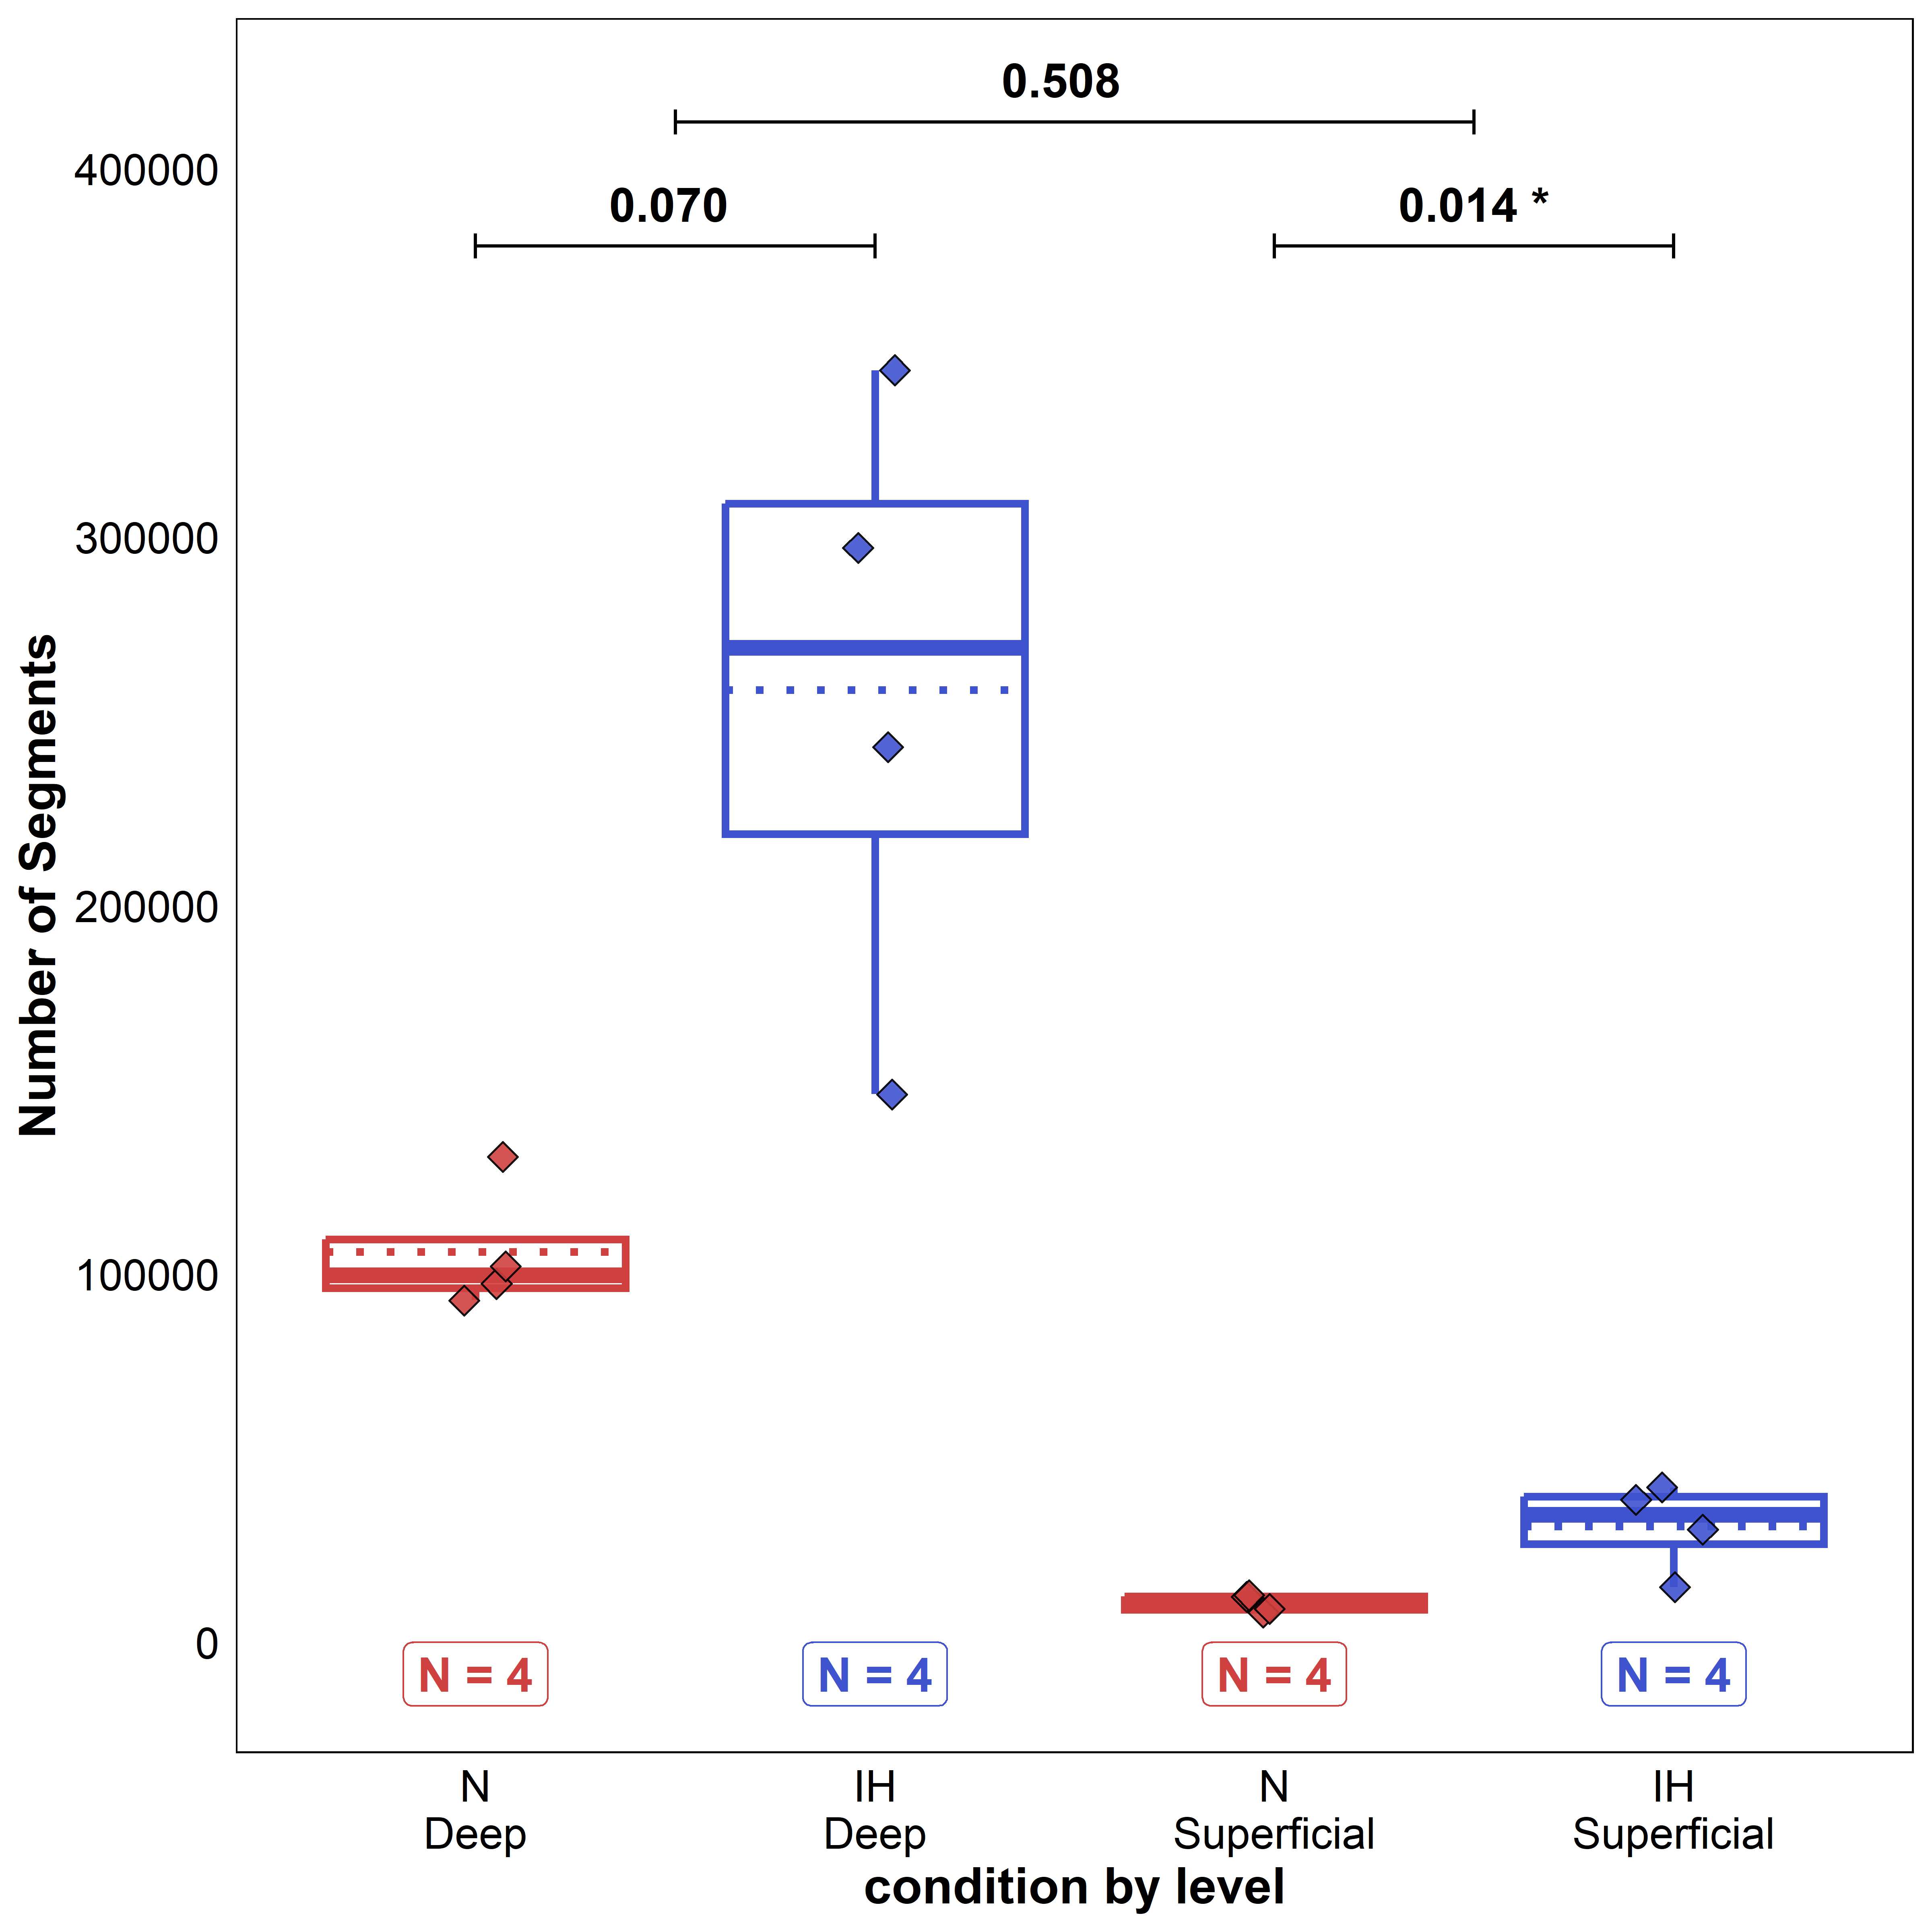 0.508
400000
0.070
0.014 *
300000
Number of Segments
200000
100000
0
N = 4
N = 4
N = 4
N = 4
N
Deep
IH
Deep
N
Superficial
IH
Superficial
condition by level